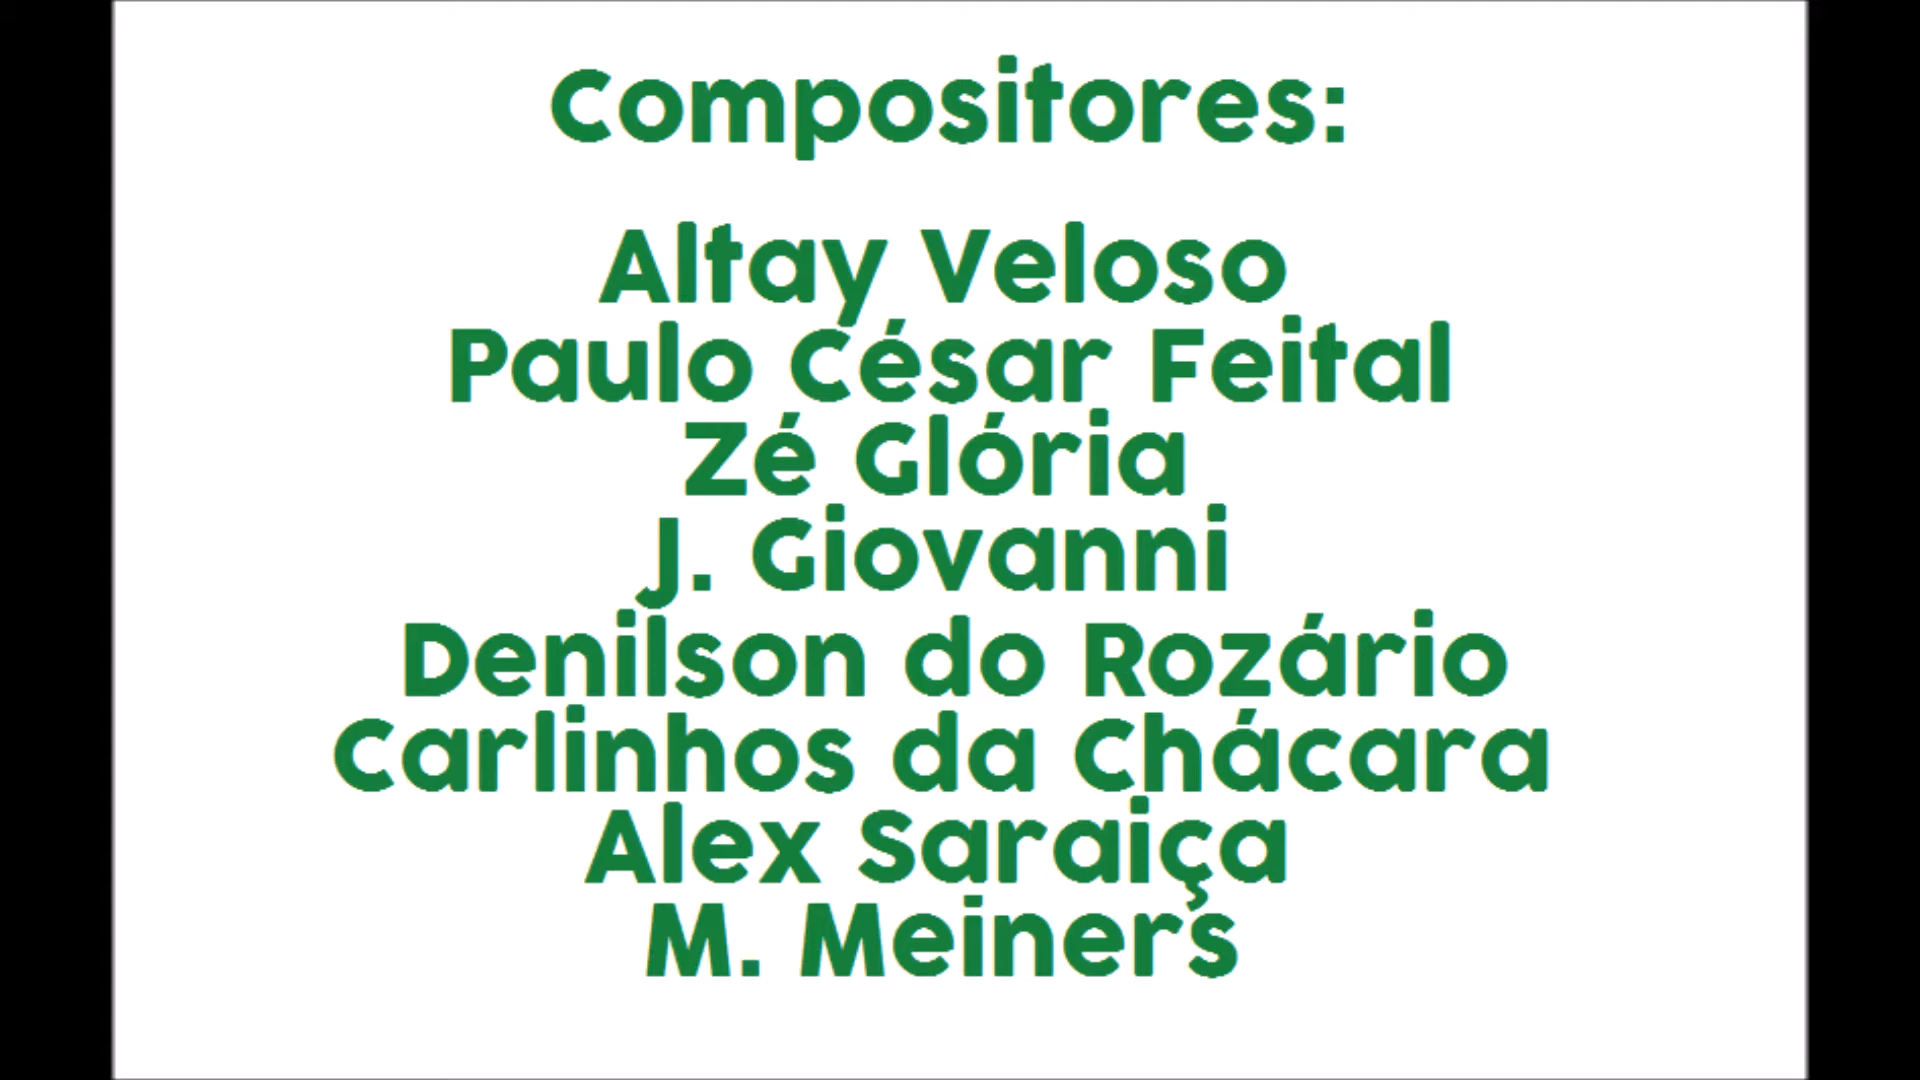 Compositores:
Altay Veloso
Paulo César Feital
Zé Glória
J. Giovanni
Denilson do Rozário
Carlinhos da Chácara
Alex Saraiça
M. Meiners